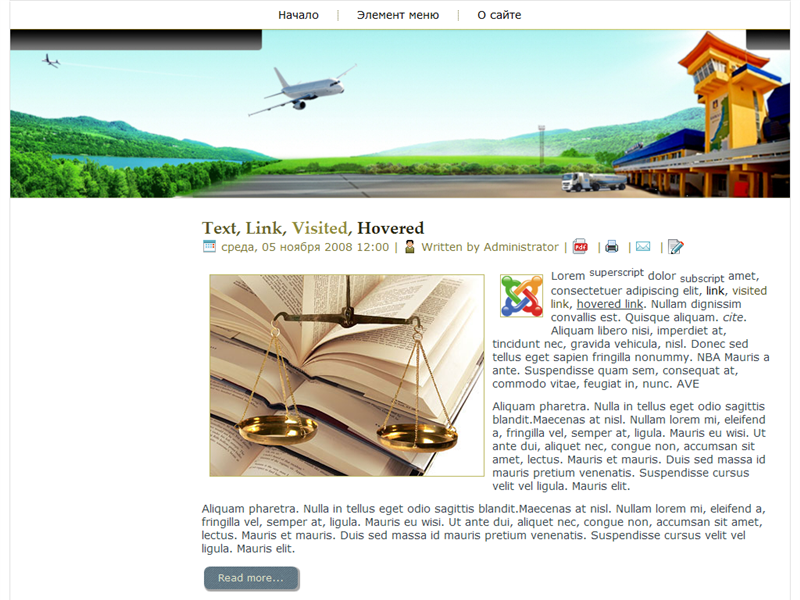 Начало | Элемент меню | О сайте
Text, Link, Visited, Hovered
среда, 05 ноября 2008 12:00 | Written by Administrator | PDF | | |
Lorem superscript dolor subscript amet,
consectetuer adipiscing elit, link, visited
link, hovered link. Nullam dignissim
convallis est. Quisque aliquam. cite.
Aliquam libero nisi, imperdiet at,
tincidunt nec, gravida vehicula, nisl. Donec sed
tellus eget sapien fringilla nonummy. NBA Mauris a
ante. Suspendisse quam sem, consequat at,
commodo vitae, feugiat in, nunc. AVE
Aliquam pharetra. Nulla in tellus eget odio sagittis
blandit.Maecenas at nisl. Nullam lorem mi, eleifend
a, fringilla vel, semper at, ligula. Mauris eu wisi. Ut
ante dui, aliquet nec, congue non, accumsan sit
amet, lectus. Mauris et mauris. Duis sed massa id
mauris pretium venenatis. Suspendisse cursus
velit vel ligula. Mauris elit.
Aliquam pharetra. Nulla in tellus eget odio sagittis blandit.Maecenas at nisl. Nullam lorem mi, eleifend a,
fringilla vel, semper at, ligula. Mauris eu wisi. Ut ante dui, aliquet nec, congue non, accumsan sit amet,
lectus. Mauris et mauris. Duis sed massa id mauris pretium venenatis. Suspendisse cursus velit vel
ligula. Mauris elit.
Read more...